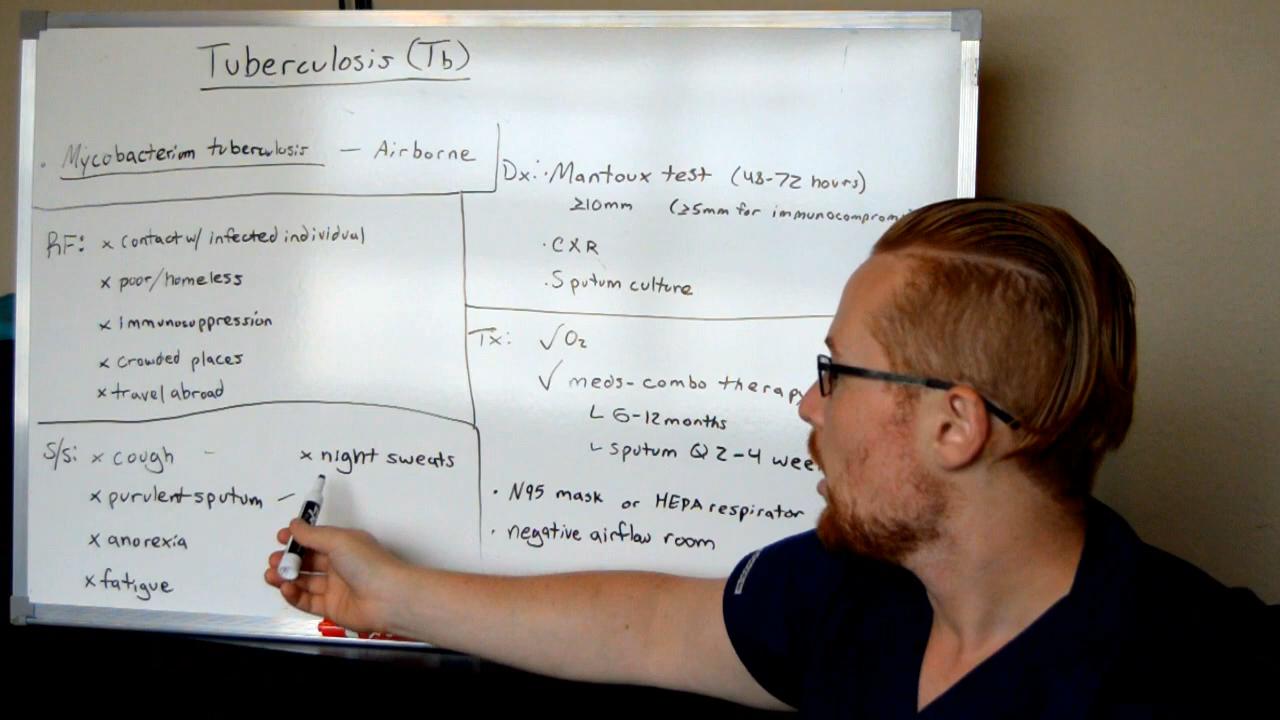 Tuberculosis (Tb)
· Mycobacterium tuberculosis — Airborne
RF: x contact w/ infected individual
x poor/homeless
x immunosuppression
x crowded places
x travel abroad
S/s: x cough -
x purulent sputum -
x anorexia
x fatigue
x night sweats
Dx: · Mantoux test (48-72 hours)
≥10mm (≥5mm for immunocomprom
· CXR
· Sputum culture
Tx: √ O₂
√ meds-combo therapy
└ 6-12 months
└ sputum Q 2-4 wee
· N95 mask or HEPA respirator
· negative airflow room